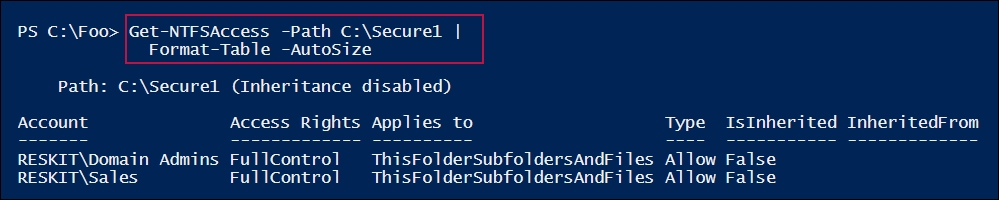 PS C:\Foo> Get-NTFSAccess -Path C:\Secure1 |
Format-Table -AutoSize
Path: C:\Secure1 (Inheritance disabled)
Account Access Rights Applies to Type IsInherited InheritedFrom
------- ------------- ---------- ---- ----------- -------------
RESKIT\Domain Admins FullControl ThisFolderSubfoldersAndFiles Allow False
RESKIT\Sales FullControl ThisFolderSubfoldersAndFiles Allow False